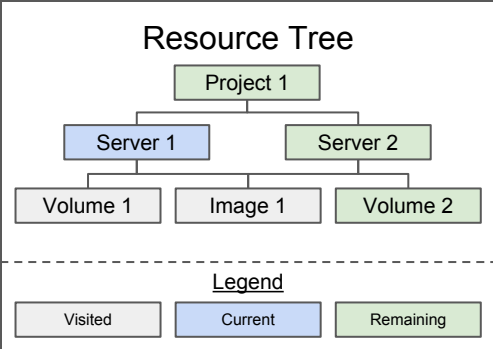 Resource Tree
Project 1
Server 1
Server 2
Volume 1
Image 1
Volume 2
Legend
Visited
Current
Remaining